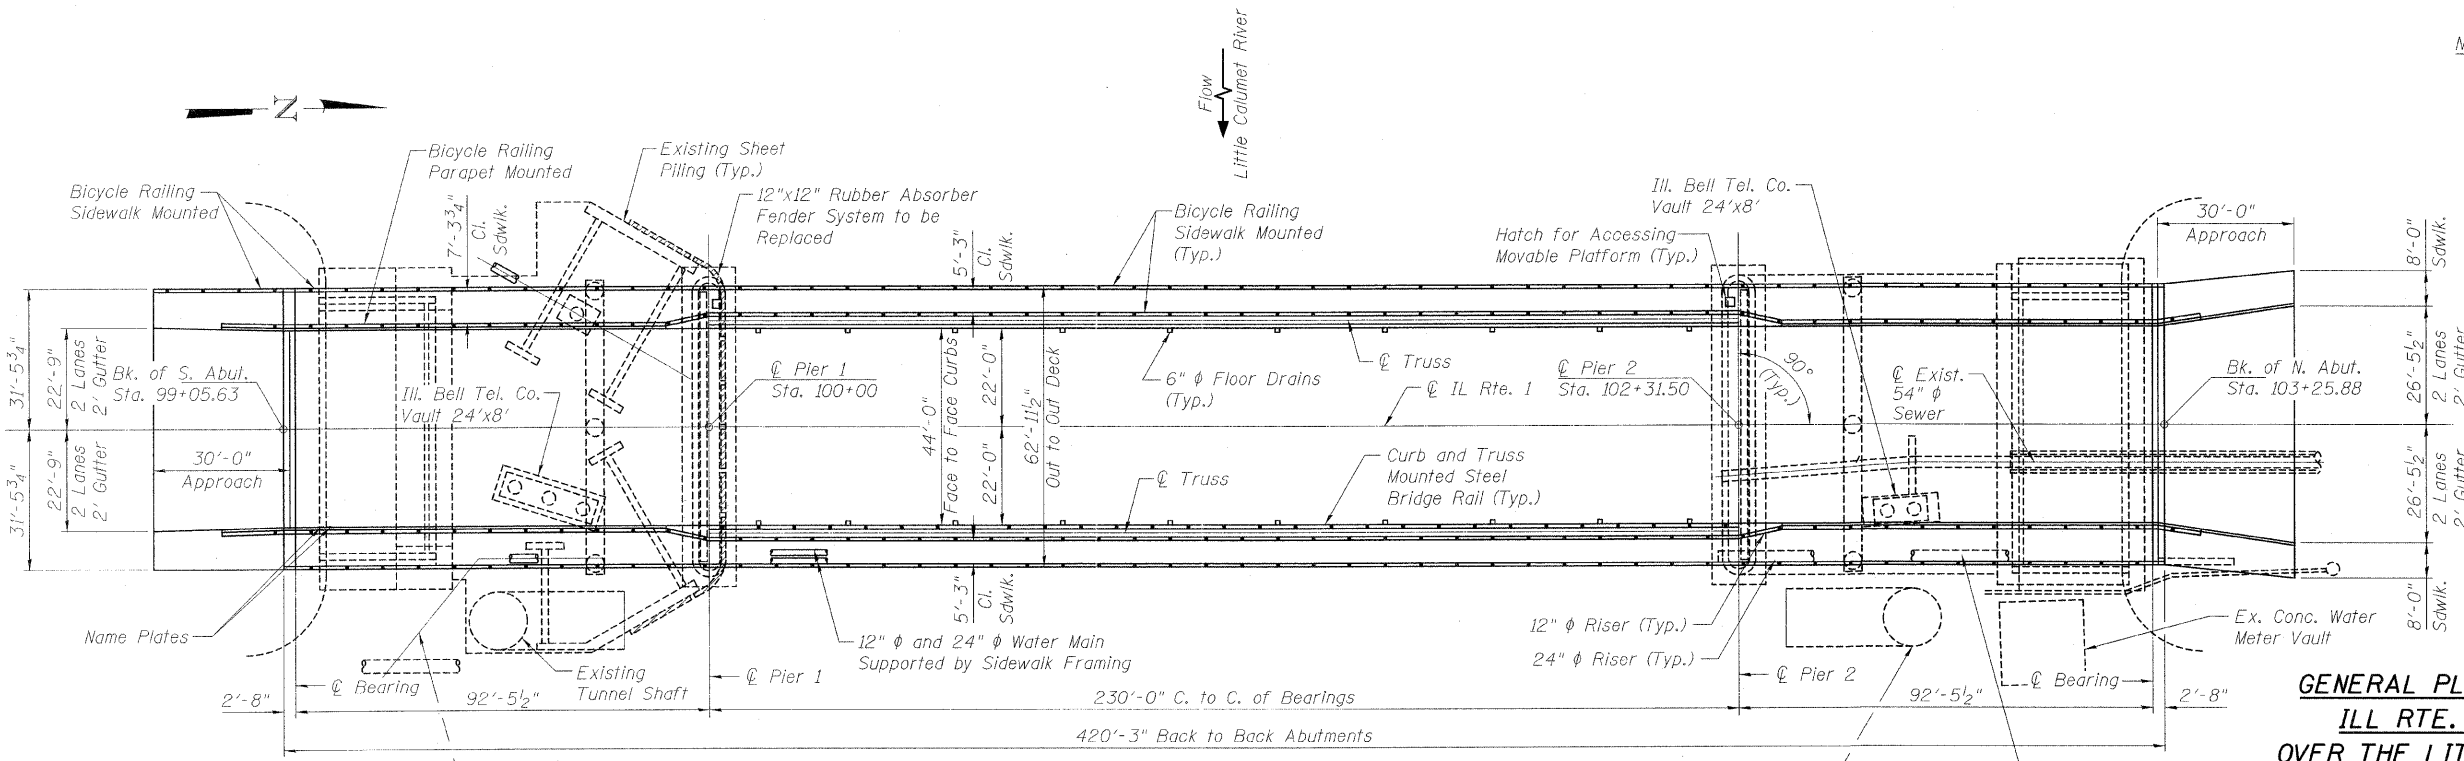 N
Flow
Little Calumet River
Bicycle Railing
Sidewalk Mounted
Bicycle Railing
Parapet Mounted
7'-3¾"
Cl.
Sdwlk.
Existing Sheet
Piling (Typ.)
12"x12" Rubber Absorber
Fender System to be
Replaced
5'-3"
Cl.
Sdwlk.
Bicycle Railing
Sidewalk Mounted
(Typ.)
Hatch for Accessing
Movable Platform (Typ.)
Ill. Bell Tel. Co.
Vault 24'x8'
30'-0"
Approach
8'-0"
Sdwlk.
31'-5¾"
22'-9"
2 Lanes
2' Gutter
Bk. of S. Abut.
Sta. 99+05.63
Ill. Bell Tel. Co.
Vault 24'x8'
℄ Pier 1
Sta. 100+00
44'-0"
Face to Face Curbs
22'-0"
22'-0"
62'-11½"
Out to Out Deck
6" ϕ Floor Drains
(Typ.)
℄ Truss
℄ IL Rte. 1
℄ Pier 2
Sta. 102+31.50
90°
(Typ.)
℄ Exist.
54" ϕ
Sewer
Bk. of N. Abut.
Sta. 103+25.88
26'-5½"
2 Lanes
2' Gutter
31'-5¾"
22'-9"
2 Lanes
2' Gutter
30'-0"
Approach
℄ Truss
Curb and Truss
Mounted Steel
Bridge Rail (Typ.)
26'-5½"
2 Lanes
2' Gutter
8'-0"
Sdwlk.
Name Plates
Existing
Tunnel Shaft
12" ϕ and 24" ϕ Water Main
Supported by Sidewalk Framing
5'-3"
Cl.
Sdwlk.
12" ϕ Riser (Typ.)
24" ϕ Riser (Typ.)
Ex. Conc. Water
Meter Vault
℄ Bearing
℄ Pier 1
℄ Pier 2
℄ Bearing
2'-8"
92'-5½"
230'-0" C. to C. of Bearings
92'-5½"
2'-8"
420'-3" Back to Back Abutments
GENERAL PL
ILL RTE.
OVER THE LIT